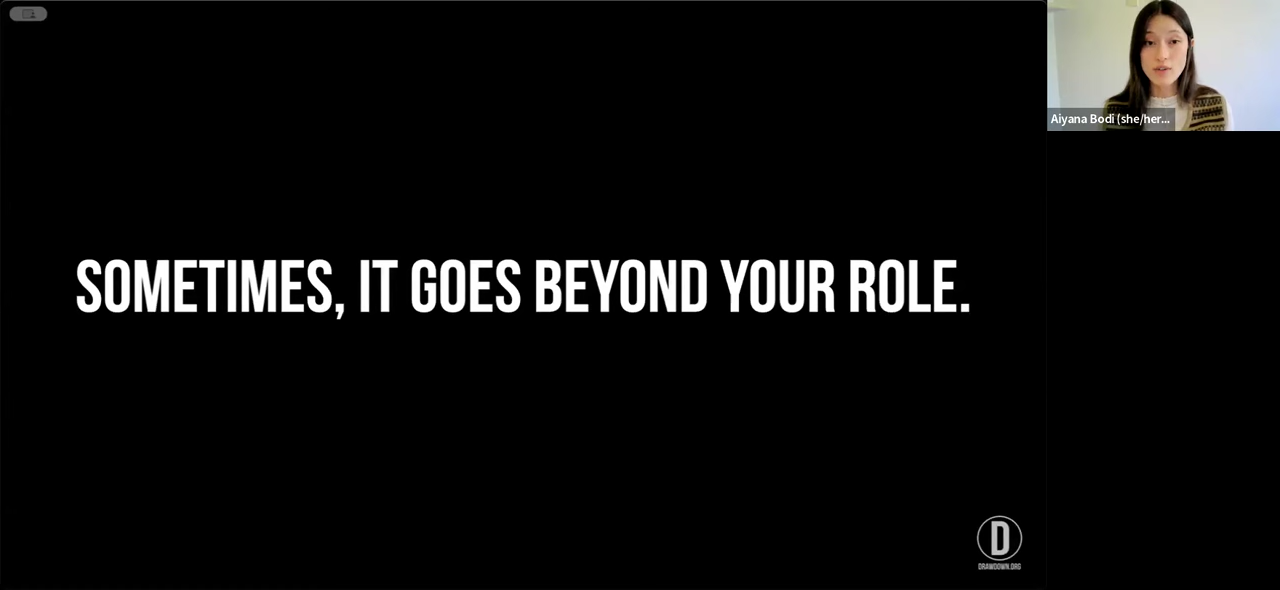 Aiyana Bodi (she/her...
SOMETIMES, IT GOES BEYOND YOUR ROLE.
D
DRAWDOWN.ORG